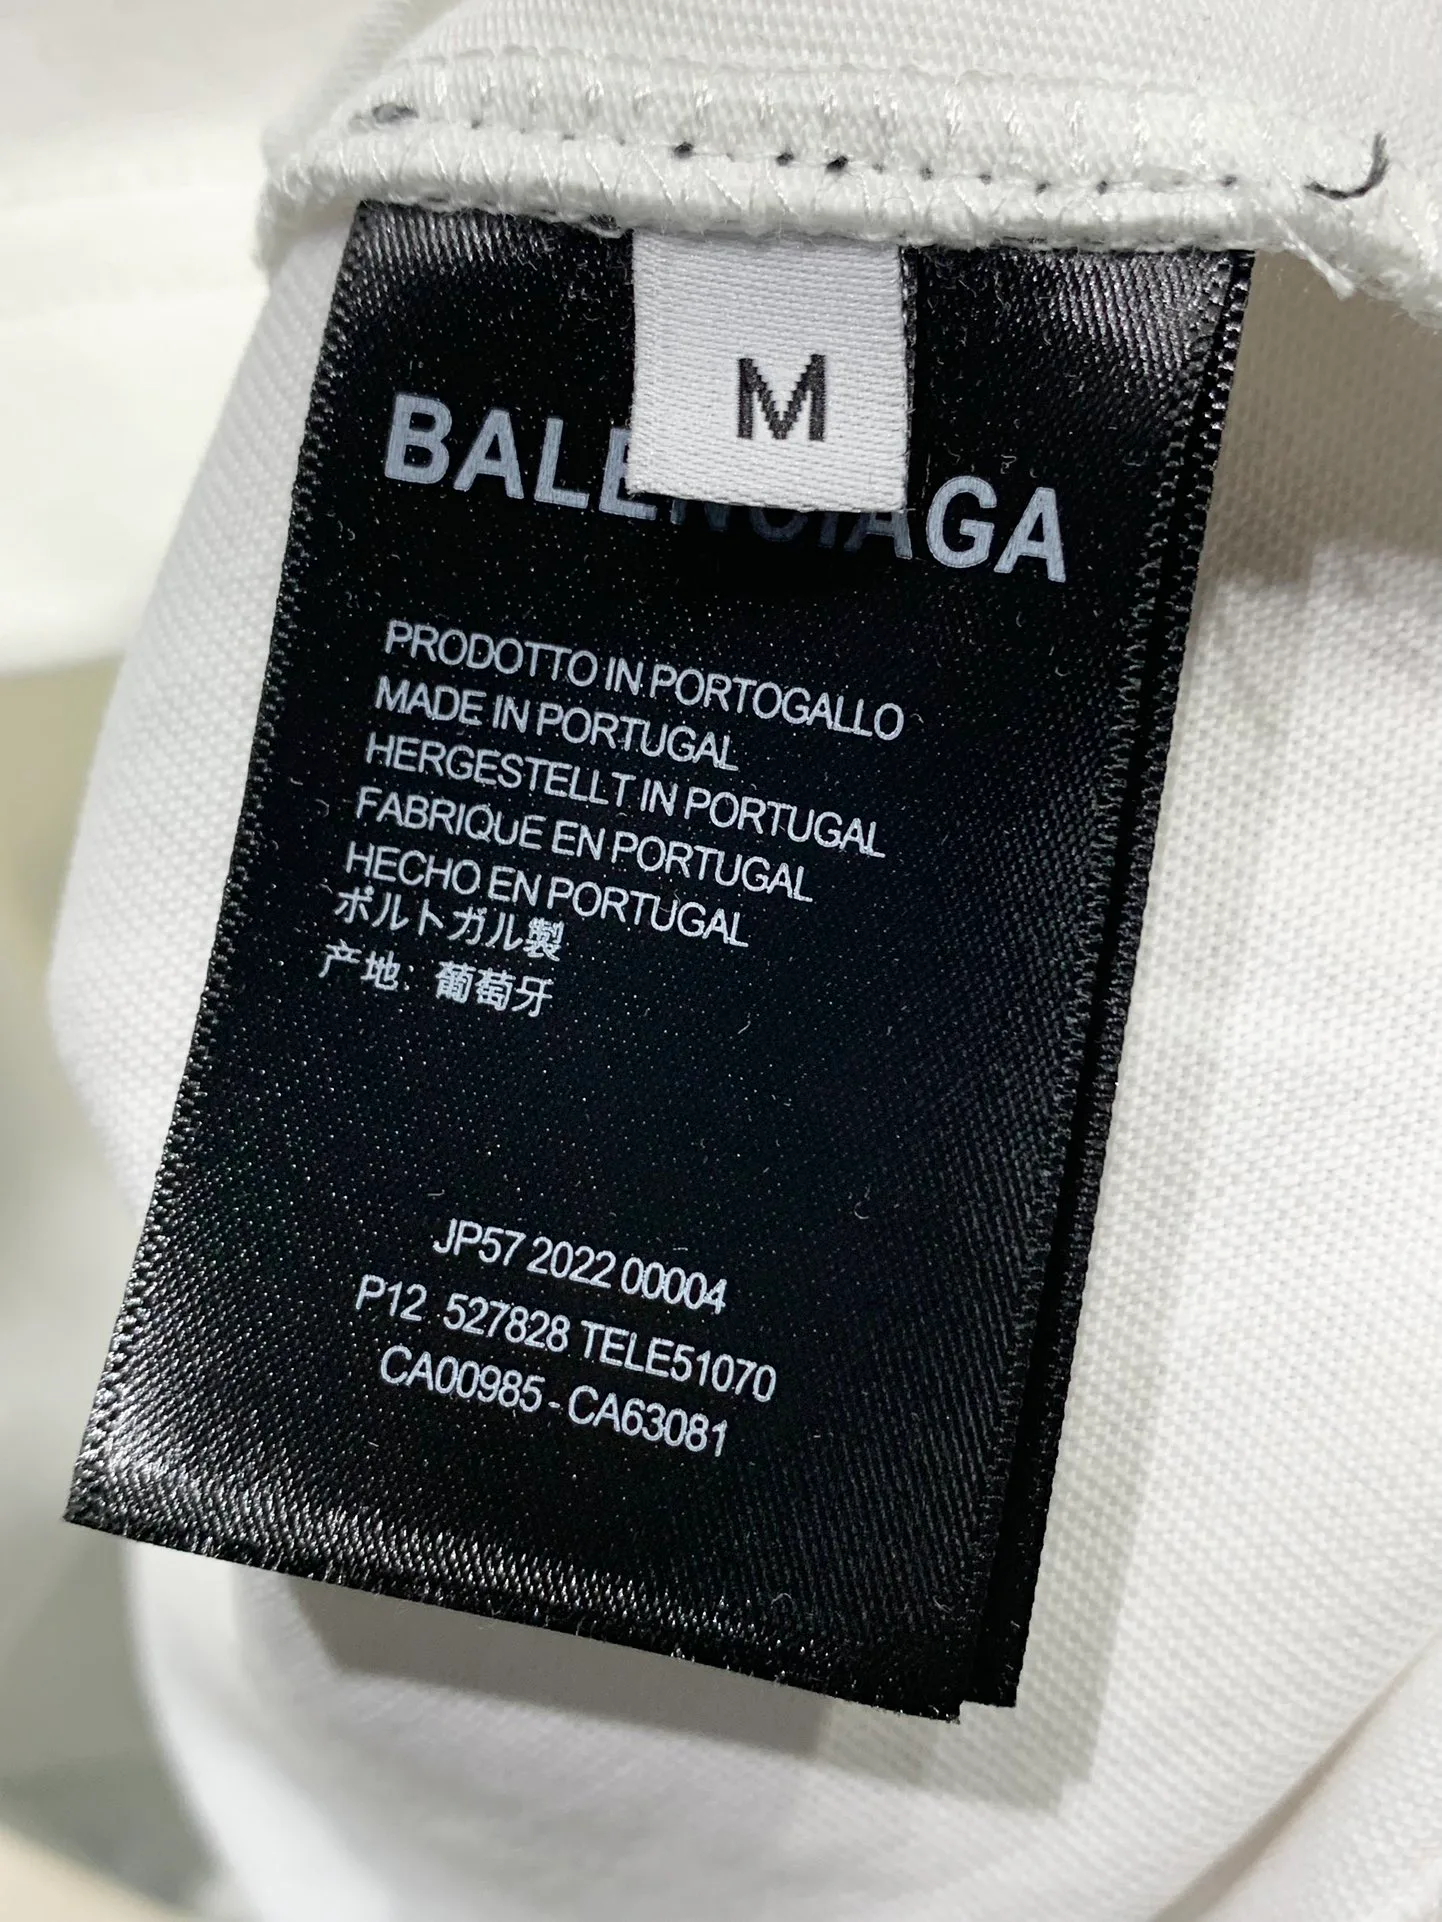 M
BALENCIAGA
PRODOTTO IN PORTOGALLO
MADE IN PORTUGAL
HERGESTELLT IN PORTUGAL
FABRIQUE EN PORTUGAL
HECHO EN PORTUGAL
ポルトガル製
产地: 葡萄牙
JP57 2022 00004
P12 527828 TELE51070
CA00985 - CA63081